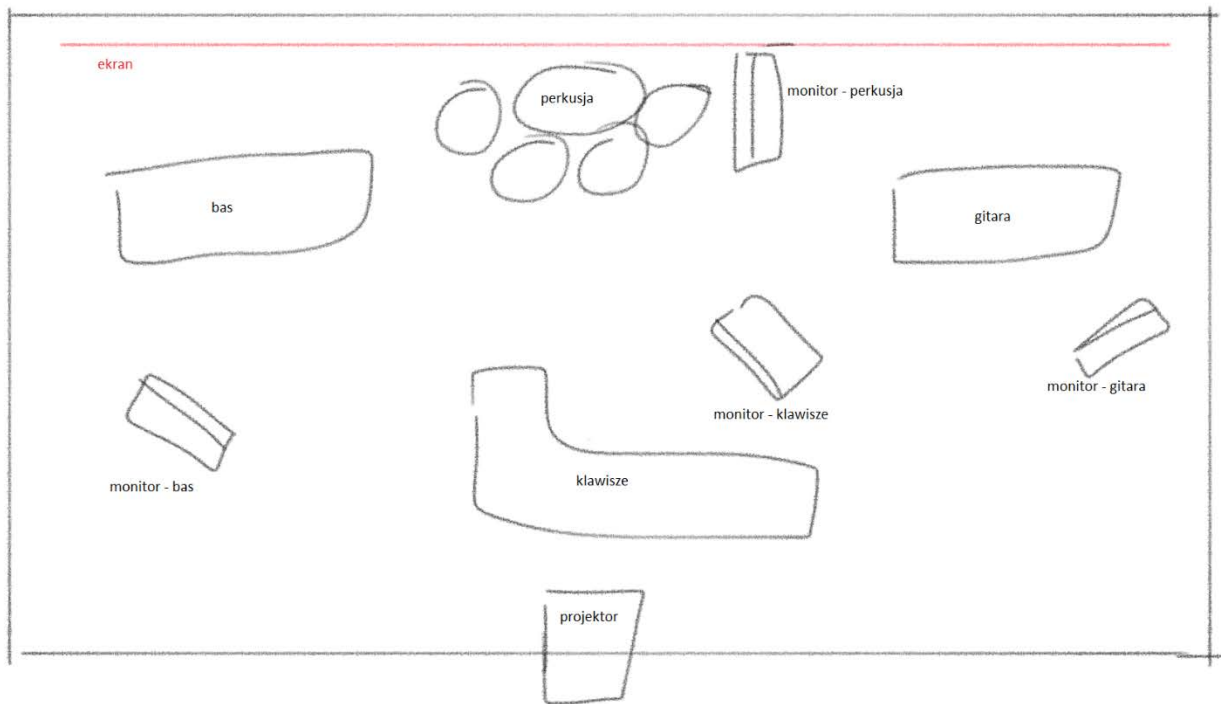 ekran
perkusja
monitor - perkusja
bas
gitara
monitor - gitara
monitor - klawisze
klawisze
monitor - bas
projektor